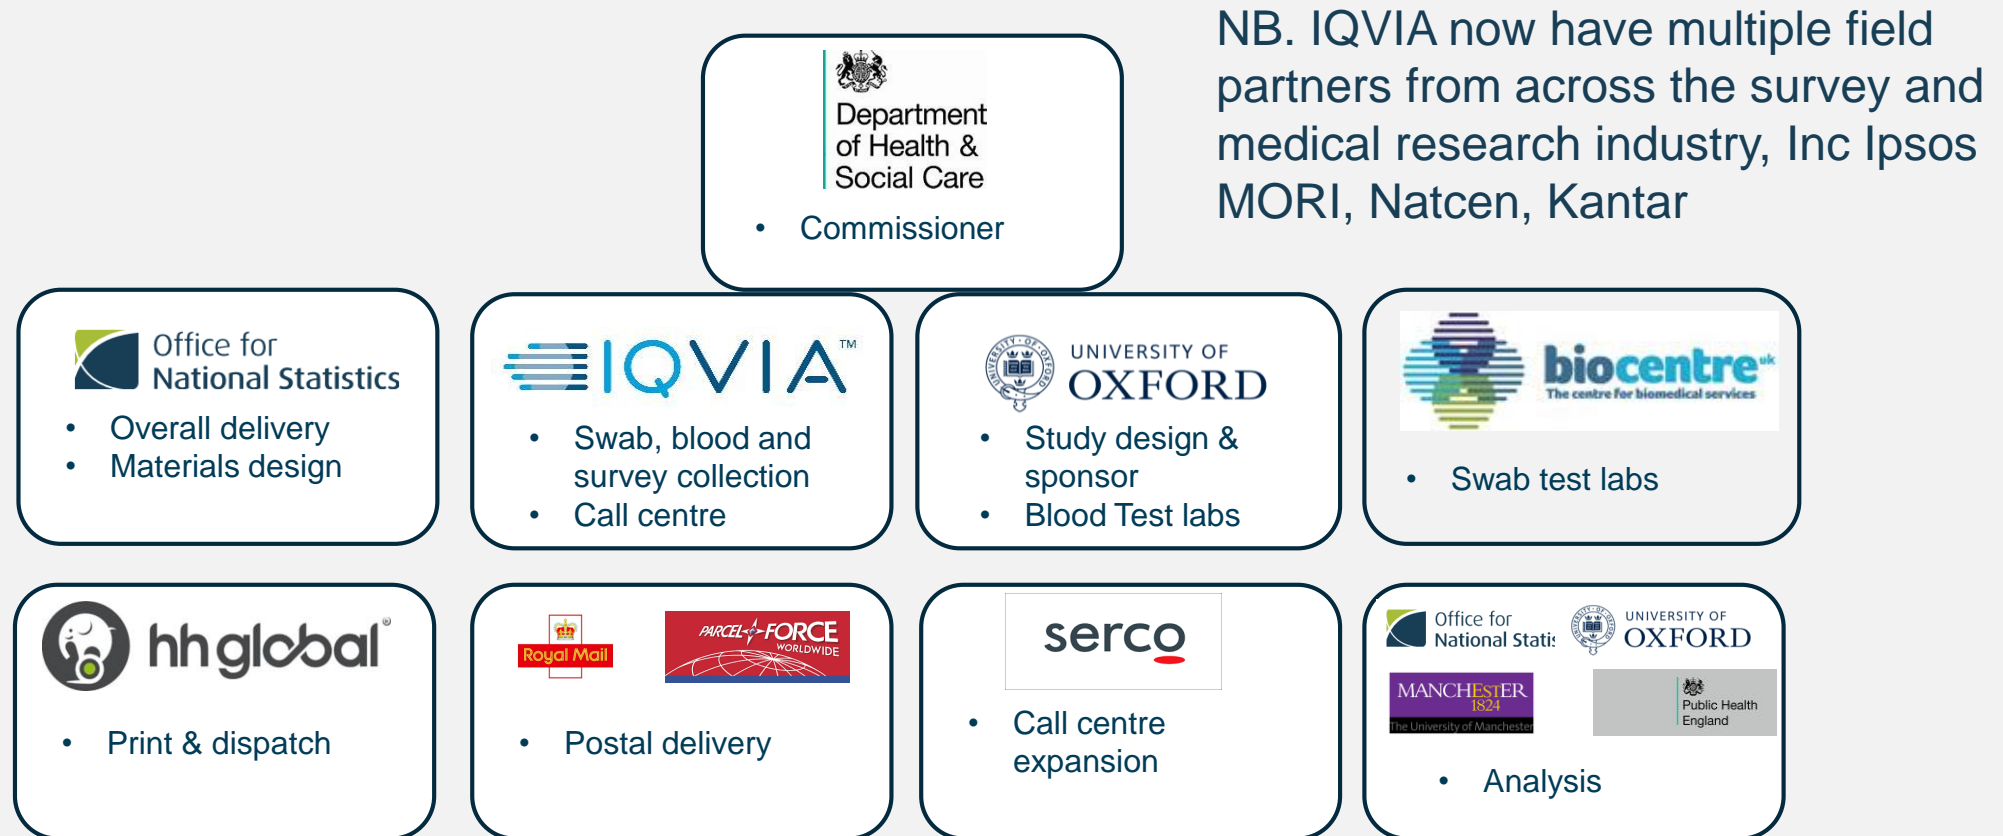 NB. IQVIA now have multiple field
partners from across the survey and
medical research industry, Inc Ipsos
MORI, Natcen, Kantar
Department
of Health &
Social Care
• Commissioner
Office for
National Statistics
• Overall delivery
• Materials design
IQVIA™
• Swab, blood and
survey collection
• Call centre
UNIVERSITY OF
OXFORD
• Study design &
sponsor
• Blood Test labs
biocentre uk
The centre for biomedical services
• Swab test labs
hh global®
• Print & dispatch
Royal Mail
PARCEL FORCE
WORLDWIDE
• Postal delivery
serco
• Call centre
expansion
Office for
National Statis
UNIVERSITY OF
OXFORD
MANCHESTER
1824
The University of Manchester
Public Health
England
• Analysis